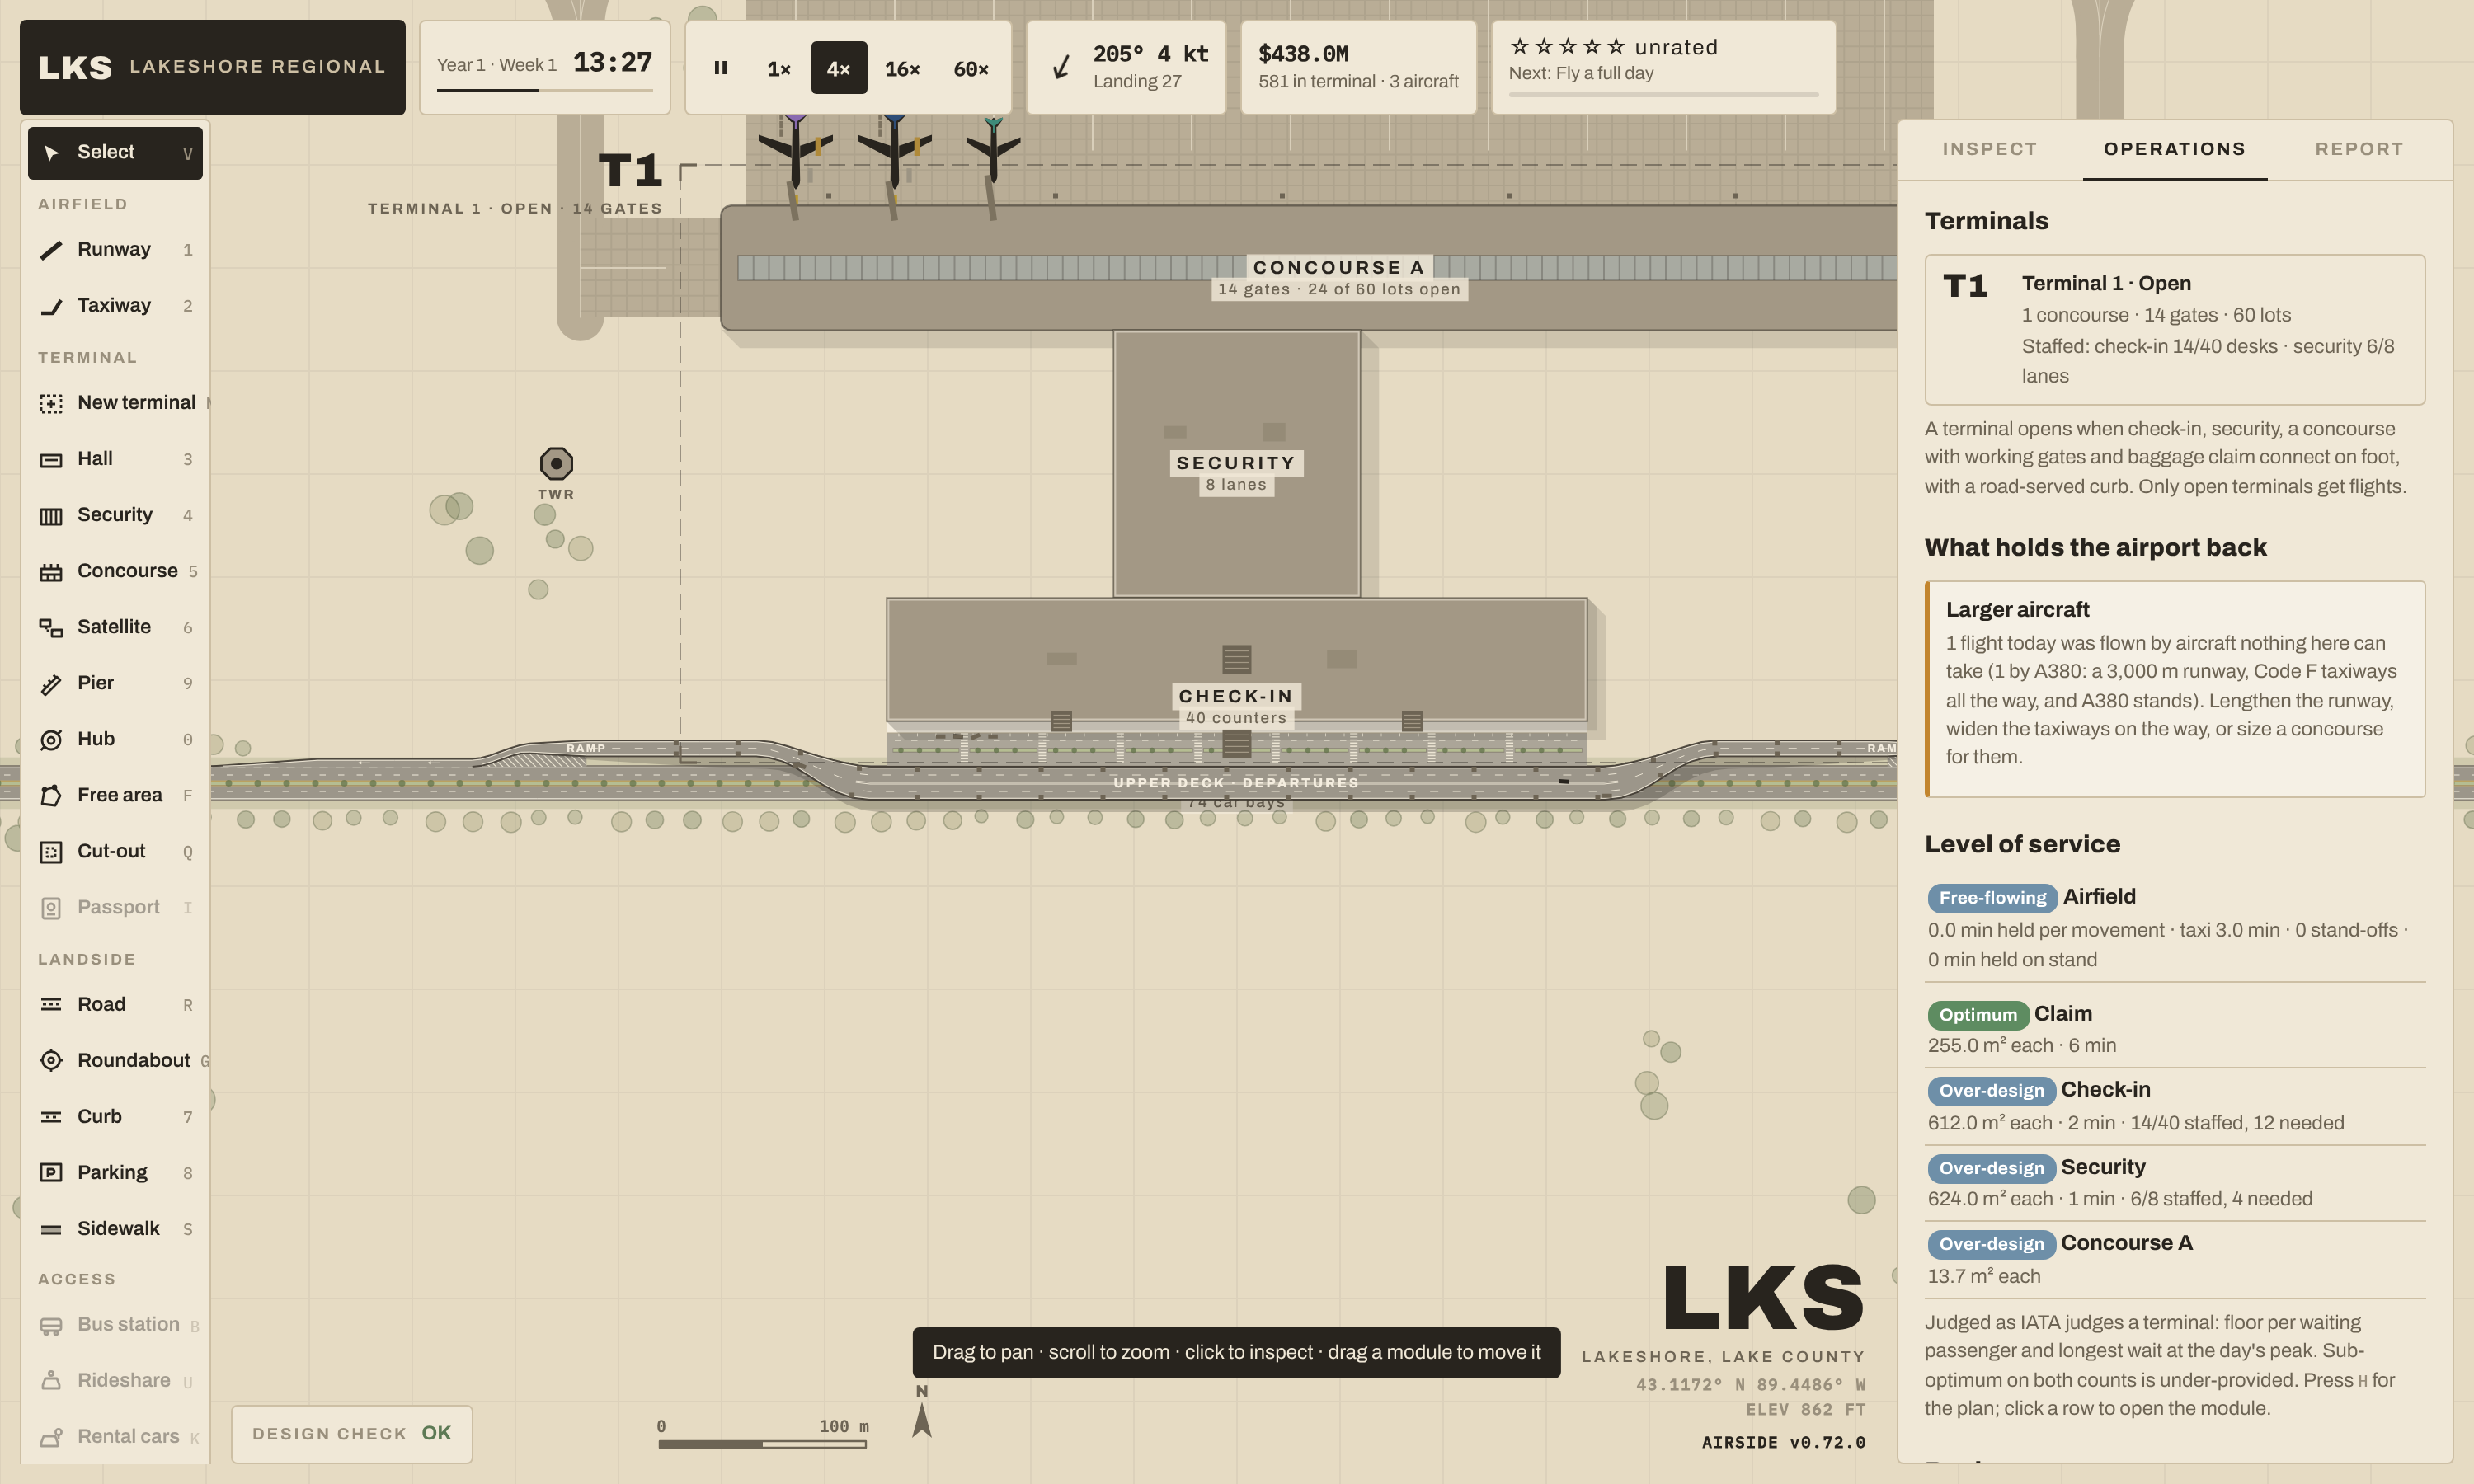 LKS LAKESHORE REGIONAL
Year 1 · Week 1 13:27
1× 4× 16× 60×
205° 4 kt
Landing 27
$438.0M
581 in terminal · 3 aircraft
☆☆☆☆☆ unrated
Next: Fly a full day
Select V
AIRFIELD
Runway 1
Taxiway 2
TERMINAL
New terminal
Hall 3
Security 4
Concourse 5
Satellite 6
Pier 9
Hub 0
Free area F
Cut-out Q
Passport I
LANDSIDE
Road R
Roundabout G
Curb 7
Parking 8
Sidewalk S
ACCESS
Bus station B
Rideshare U
Rental cars K
T1
TERMINAL 1 · OPEN · 14 GATES
CONCOURSE A
14 gates · 24 of 60 lots open
SECURITY
8 lanes
TWR
CHECK-IN
40 counters
RAMP
UPPER DECK · DEPARTURES
74 car bays
RAM
INSPECT OPERATIONS REPORT
Terminals
T1
Terminal 1 · Open
1 concourse · 14 gates · 60 lots
Staffed: check-in 14/40 desks · security 6/8
lanes
A terminal opens when check-in, security, a concourse
with working gates and baggage claim connect on foot,
with a road-served curb. Only open terminals get flights.
What holds the airport back
Larger aircraft
1 flight today was flown by aircraft nothing here can
take (1 by A380: a 3,000 m runway, Code F taxiways
all the way, and A380 stands). Lengthen the runway,
widen the taxiways on the way, or size a concourse
for them.
Level of service
Free-flowing Airfield
0.0 min held per movement · taxi 3.0 min · 0 stand-offs ·
0 min held on stand
Optimum Claim
255.0 m² each · 6 min
Over-design Check-in
612.0 m² each · 2 min · 14/40 staffed, 12 needed
Over-design Security
624.0 m² each · 1 min · 6/8 staffed, 4 needed
Over-design Concourse A
13.7 m² each
Judged as IATA judges a terminal: floor per waiting
passenger and longest wait at the day's peak. Sub-
optimum on both counts is under-provided. Press H for
the plan; click a row to open the module.
Drag to pan · scroll to zoom · click to inspect · drag a module to move it
LKS
LAKESHORE, LAKE COUNTY
43.1172° N 89.4486° W
ELEV 862 FT
AIRSIDE v0.72.0
DESIGN CHECK OK
0 100 m
N